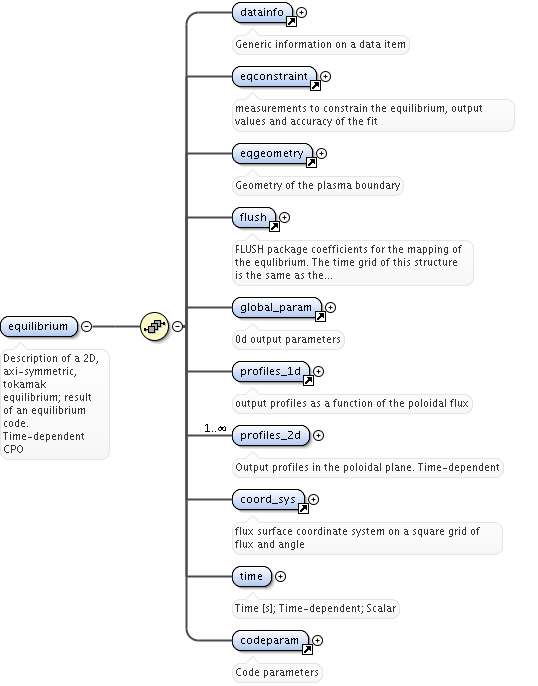 datainfo
Generic information on a data item
eqconstraint
measurements to constrain the equilibrium, output
values and accuracy of the fit
eqgeometry
Geometry of the plasma boundary
flush
FLUSH package coefficients for the mapping of
the equlibrium. The time grid of this structure
is the same as the...
global_param
0d output parameters
equilibrium
Description of a 2D,
axi-symmetric,
tokamak
equilibrium; result
of an equilibrium
code.
Time-dependent
CPO
profiles_1d
output profiles as a function of the poloidal flux
1..∞
profiles_2d
Output profiles in the poloidal plane. Time-dependent
coord_sys
flux surface coordinate system on a square grid of
flux and angle
time
Time [s]; Time-dependent; Scalar
codeparam
Code parameters